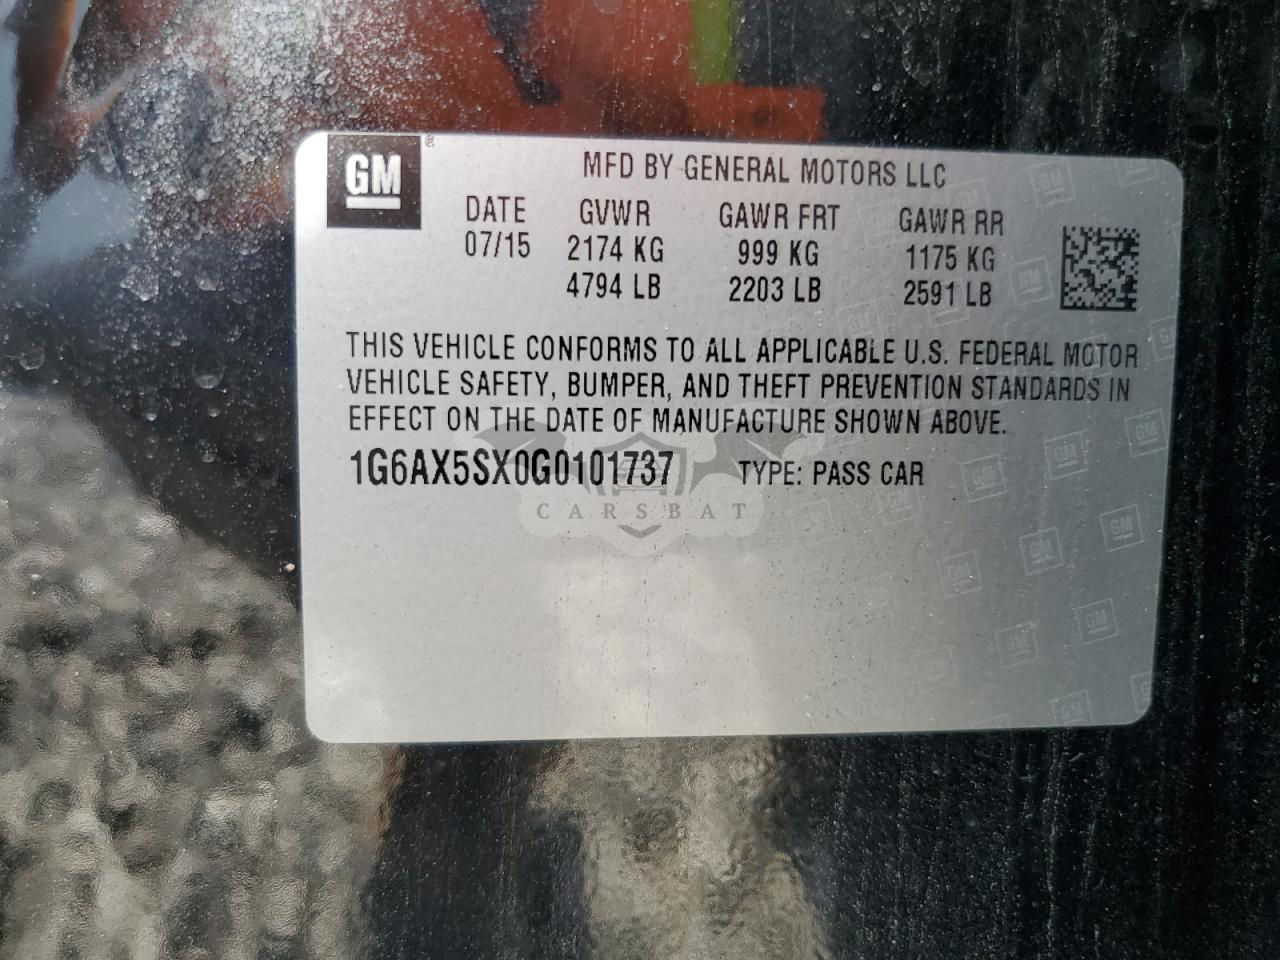 GM
MFD BY GENERAL MOTORS LLC
DATE GVWR GAWR FRT GAWR RR
07/15 2174 KG 999 KG 1175 KG
4794 LB 2203 LB 2591 LB
THIS VEHICLE CONFORMS TO ALL APPLICABLE U.S. FEDERAL MOTOR
VEHICLE SAFETY, BUMPER, AND THEFT PREVENTION STANDARDS IN
EFFECT ON THE DATE OF MANUFACTURE SHOWN ABOVE.
1G6AX5SX0G0101737 TYPE: PASS CAR
CARSBAT